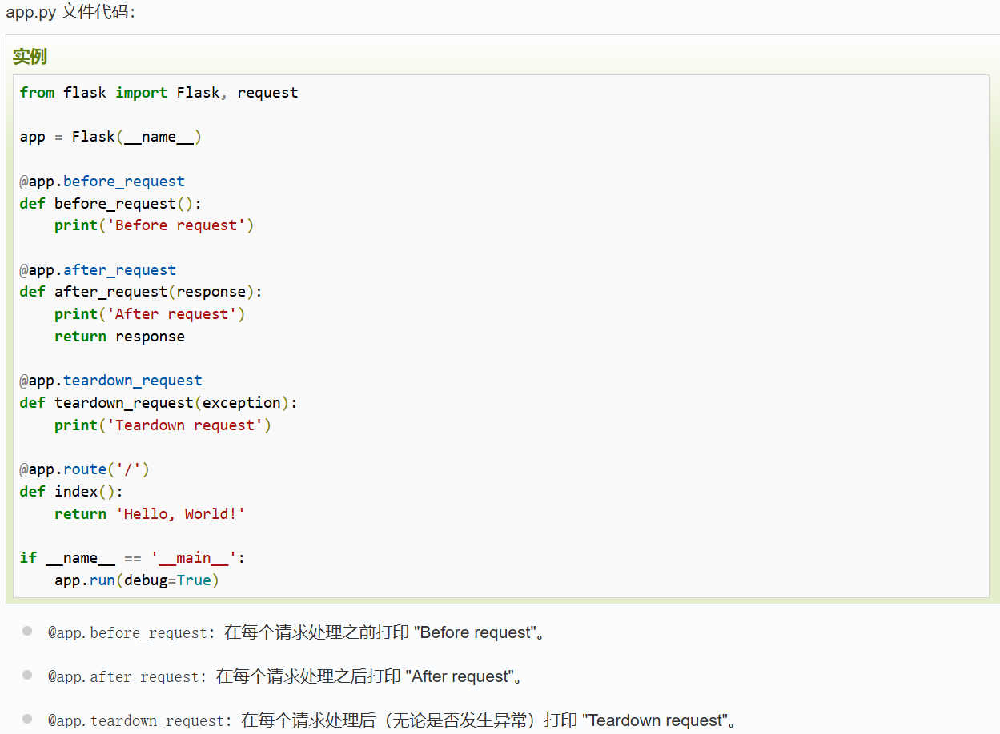 app.py 文件代码：
实例
from flask import Flask, request
app = Flask(__name__)
@app.before_request
def before_request():
    print('Before request')
@app.after_request
def after_request(response):
    print('After request')
    return response
@app.teardown_request
def teardown_request(exception):
    print('Teardown request')
@app.route('/')
def index():
    return 'Hello, World!'
if __name__ == '__main__':
    app.run(debug=True)
@app.before_request：在每个请求处理之前打印 "Before request"。
@app.after_request：在每个请求处理之后打印 "After request"。
@app.teardown_request：在每个请求处理后（无论是否发生异常）打印 "Teardown request"。